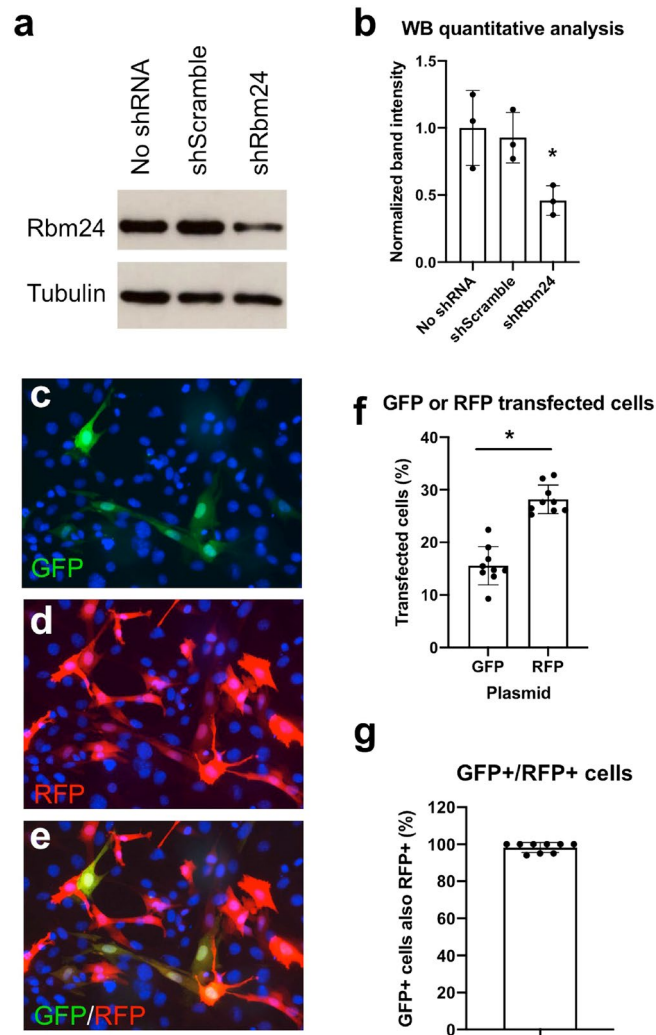 a
No shRNA
shScramble
shRbm24
Rbm24
Tubulin
b
WB quantitative analysis
Normalized band intensity
1.5
1.0
0.5
0.0
*
No shRNA
shScramble
shRbm24
c
GFP
d
RFP
e
GFP/RFP
f
GFP or RFP transfected cells
Transfected cells (%)
40
30
20
10
0
*
GFP RFP
Plasmid
g
GFP+/RFP+ cells
GFP+ cells also RFP+ (%)
120
100
80
60
40
20
0